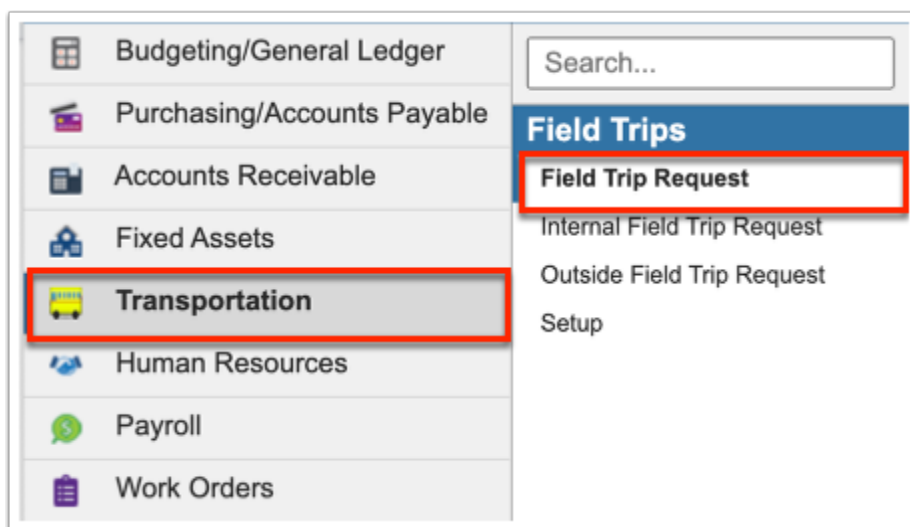 Budgeting/General Ledger
Purchasing/Accounts Payable
Accounts Receivable
Fixed Assets
Transportation
Human Resources
Payroll
Work Orders
Search...
Field Trips
Field Trip Request
Internal Field Trip Request
Outside Field Trip Request
Setup